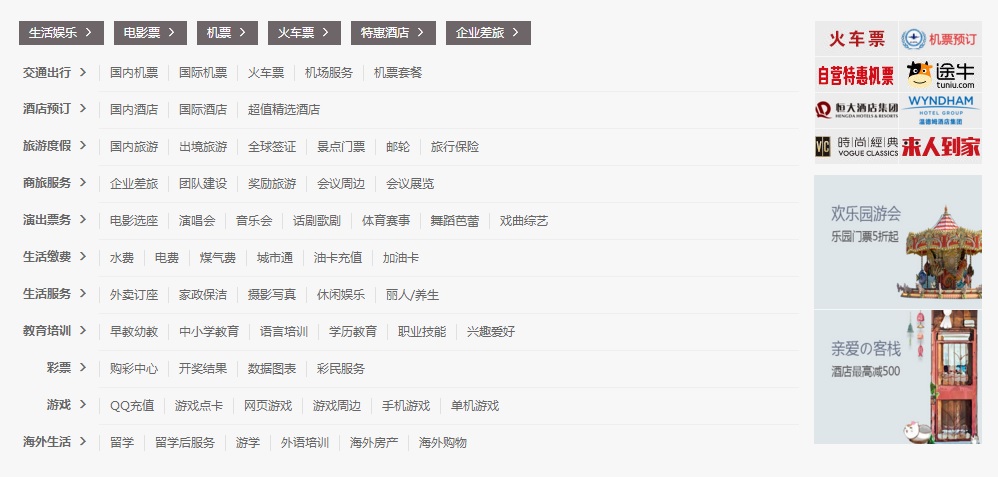 生活娱乐 > 电影票 > 机票 > 火车票 > 特惠酒店 > 企业差旅 >
交通出行 > 国内机票 国际机票 火车票 机场服务 机票套餐
酒店预订 > 国内酒店 国际酒店 超值精选酒店
旅游度假 > 国内旅游 出境旅游 全球签证 景点门票 邮轮 旅行保险
商旅服务 > 企业差旅 团队建设 奖励旅游 会议周边 会议展览
演出票务 > 电影选座 演唱会 音乐会 话剧歌剧 体育赛事 舞蹈芭蕾 戏曲综艺
生活缴费 > 水费 电费 煤气费 城市通 油卡充值 加油卡
生活服务 > 外卖订座 家政保洁 摄影写真 休闲娱乐 丽人/养生
教育培训 > 早教幼教 中小学教育 语言培训 学历教育 职业技能 兴趣爱好
彩票 > 购彩中心 开奖结果 数据图表 彩民服务
游戏 > QQ充值 游戏点卡 网页游戏 游戏周边 手机游戏 单机游戏
海外生活 > 留学 留学后服务 游学 外语培训 海外房产 海外购物
火车票 机票预订
自营特惠机票 途牛
tuniu.com
恒大酒店集团 WYNDHAM
HENGDA HOTELS & RESORTS HOTEL GROUP
温德姆酒店集团
VC 時尚經典 来人到家
VOGUE CLASSICS
欢乐园游会
乐园门票5折起
亲爱の客栈
酒店最高减500